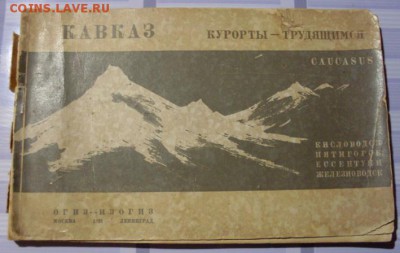 COINS.LAVE.RU
КАВКАЗ
КУРОРТЫ — ТРУДЯЩИМСЯ
CAUCASUS
КИСЛОВОДСК
ПЯТИГОРСК
ЕССЕНТУКИ
ЖЕЛЕЗНОВОДСК
ОГИЗ—ИЗОГИЗ
МОСКВА ЛЕНИНГРАД